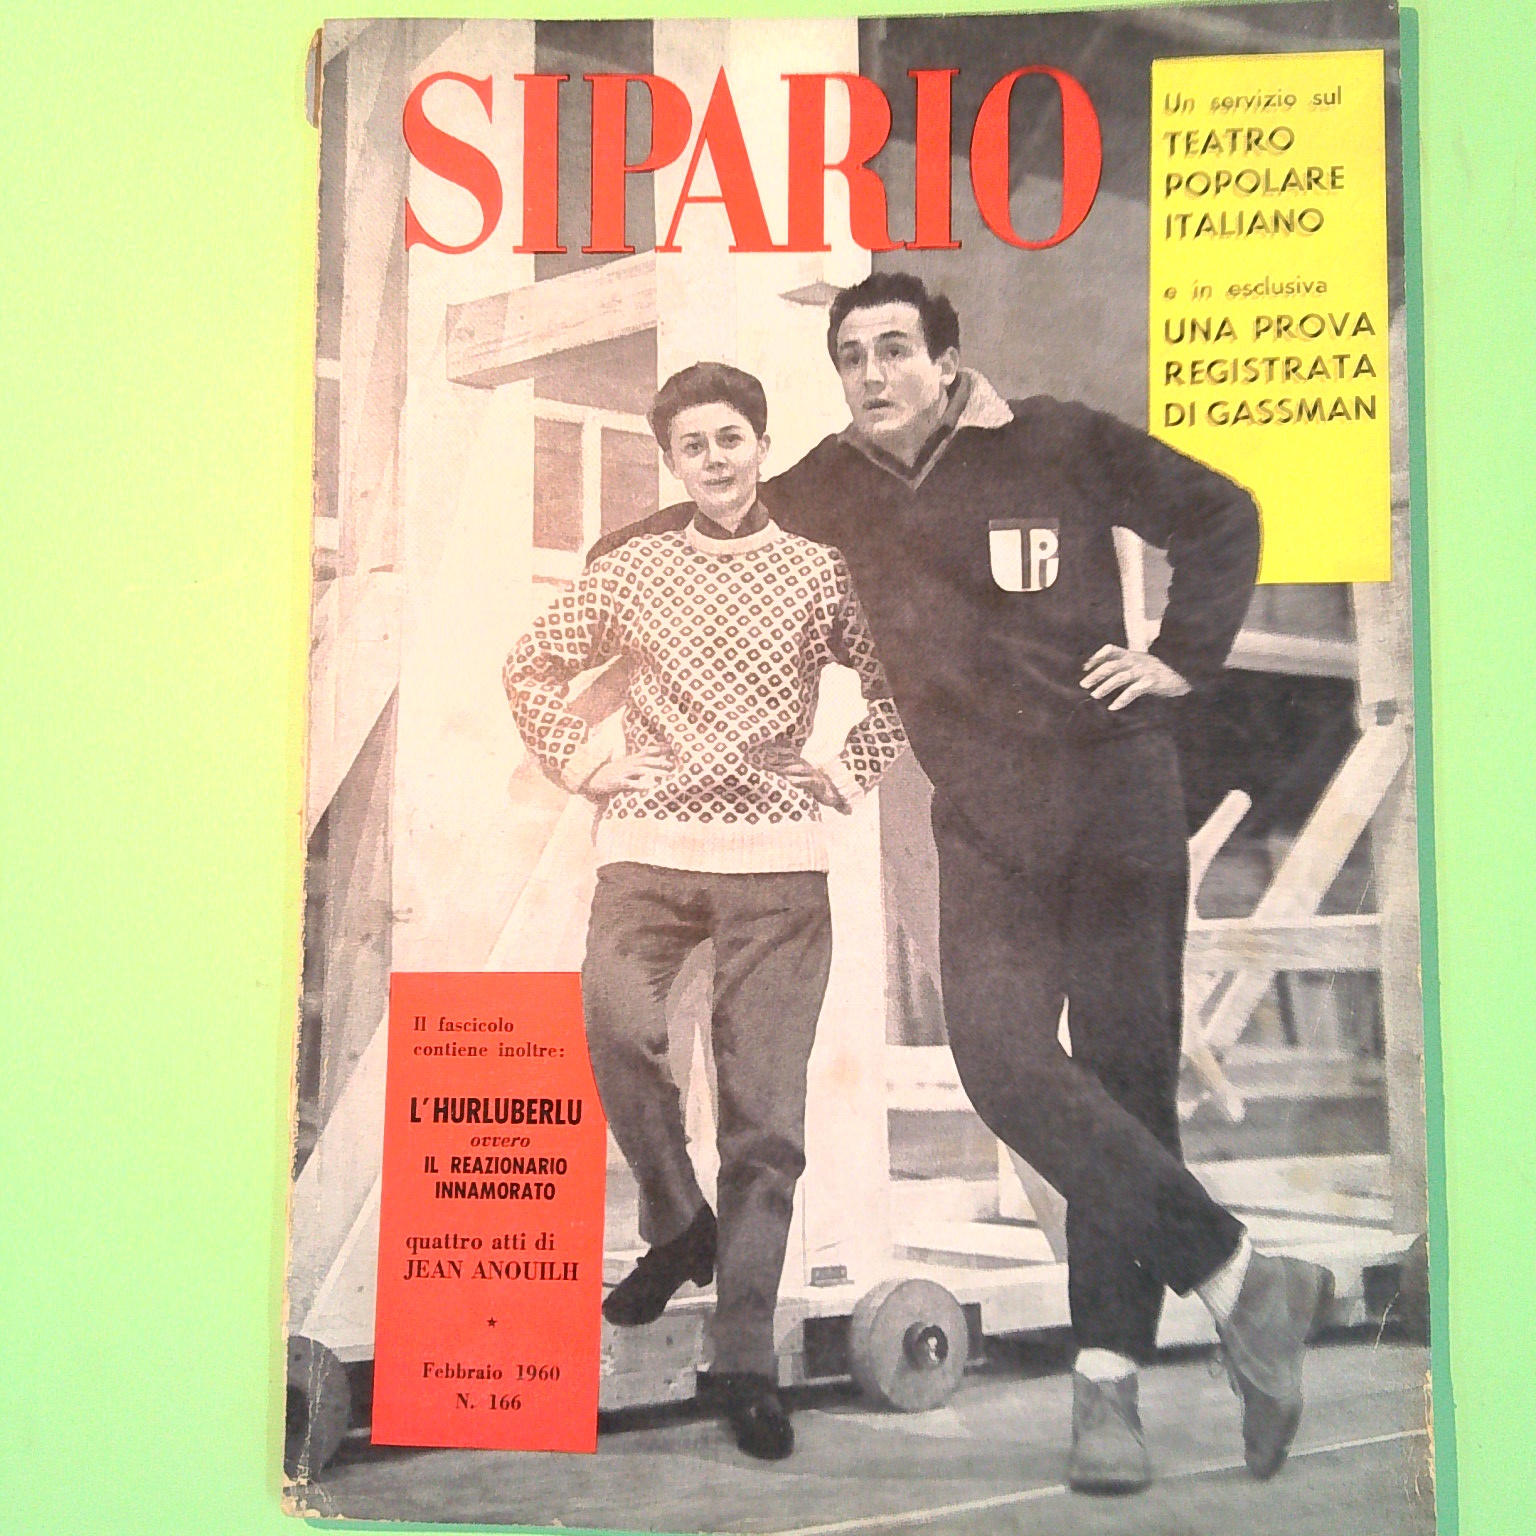 SIPARIO
Un servizio sul
TEATRO
POPOLARE
ITALIANO
e in esclusiva
UNA PROVA
REGISTRATA
DI GASSMAN
Il fascicolo
contiene inoltre:
L'HURLUBERLU
ovvero
IL REAZIONARIO
INNAMORATO
quattro atti di
JEAN ANOUILH
★
Febbraio 1960
N. 166